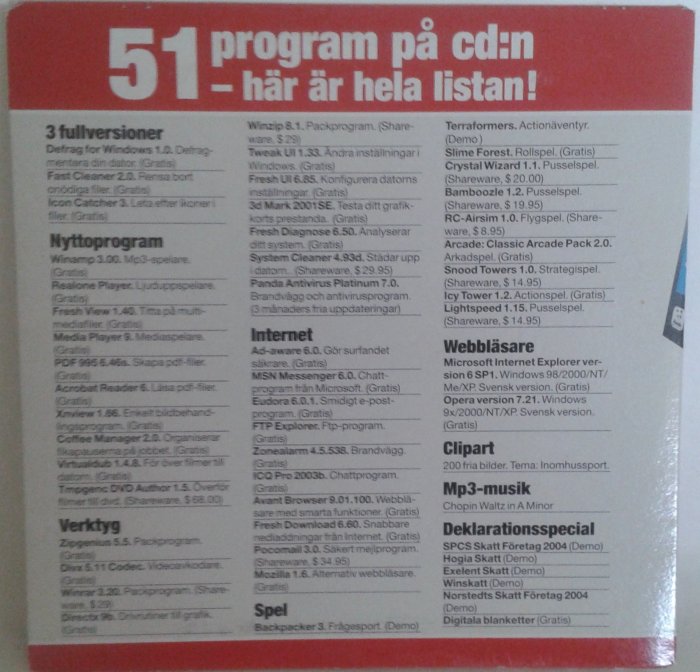 51 program på cd:n
– här är hela listan!
3 fullversioner
Defrag for Windows 1.0. Defrag-
mentera din dator. (Gratis)
Fast Cleaner 2.0. Rensa bort
onödiga filer. (Gratis)
Icon Catcher 3. Leta efter ikoner i
filer. (Gratis)
Nyttoprogram
Winamp 3.00. Mp3-spelare.
(Gratis)
Realone Player. Ljuduppspelare.
(Gratis)
Fresh View 1.40. Titta på multi-
mediafiler. (Gratis)
Media Player 9. Mediaspelare.
(Gratis)
PDF 995 6.46s. Skapa pdf-filer.
(Gratis)
Acrobat Reader 6. Läsa pdf-filer.
(Gratis)
Xnview 1.66. Enkelt bildbehand-
lingsprogram. (Gratis)
Coffee Manager 2.0. Organiserar
fikapauserna på jobbet. (Gratis)
Virtualdub 1.4.8. För över filmer till
datorn. (Gratis)
Tmpgenc DVD Author 1.5. Överför
filmer till dvd. (Shareware, $ 68.00)
Verktyg
Zipgenius 5.5. Packprogram.
(Gratis)
Divx 5.11 Codec. Videoavkodare.
(Gratis)
Winrar 3.20. Packprogram. (Share-
ware, $ 29)
Directx 9b. Drivrutiner till grafik.
(Gratis)
Winzip 8.1. Packprogram. (Share-
ware, $ 29)
Tweak UI 1.33. Ändra inställningar i
Windows. (Gratis)
Fresh UI 6.85. Konfigurera datorns
inställningar. (Gratis)
3d Mark 2001SE. Testa ditt grafik-
korts prestanda. (Gratis)
Fresh Diagnose 6.50. Analyserar
ditt system. (Gratis)
System Cleaner 4.93d. Städar upp
i datorn. (Shareware, $ 29.95)
Panda Antivirus Platinum 7.0.
Brandvägg och antivirusprogram.
(3 månaders fria uppdateringar)
Internet
Ad-aware 6.0. Gör surfandet
säkrare. (Gratis)
MSN Messenger 6.0. Chatt-
program från Microsoft. (Gratis)
Eudora 6.0.1. Smidigt e-post-
program. (Gratis)
FTP Explorer. Ftp-program.
(Gratis)
Zonealarm 4.5.538. Brandvägg.
(Gratis)
ICQ Pro 2003b. Chattprogram.
(Gratis)
Avant Browser 9.01.100. Webblä-
sare med smarta funktioner. (Gratis)
Fresh Download 6.60. Snabbare
nedladdningar från Internet. (Gratis)
Pocomail 3.0. Säkert mejlprogram.
(Shareware, $ 34.95)
Mozilla 1.6. Alternativ webbläsare.
(Gratis)
Spel
Backpacker 3. Frågesport. (Demo)
Terraformers. Actionäventyr.
(Demo)
Slime Forest. Rollspel. (Gratis)
Crystal Wizard 1.1. Pusselspel.
(Shareware, $ 20.00)
Bamboozle 1.2. Pusselspel.
(Shareware, $ 19.95)
RC-Airsim 1.0. Flygspel. (Share-
ware, $ 8.95)
Arcade: Classic Arcade Pack 2.0.
Arkadspel. (Gratis)
Snood Towers 1.0. Strategispel.
(Shareware, $ 14.95)
Icy Tower 1.2. Actionspel. (Gratis)
Lightspeed 1.15. Pusselspel.
(Shareware, $ 14.95)
Webbläsare
Microsoft Internet Explorer ver-
sion 6 SP1. Windows 98/2000/NT/
Me/XP. Svensk version. (Gratis)
Opera version 7.21. Windows
9x/2000/NT/XP. Svensk version.
(Gratis)
Clipart
200 fria bilder. Tema: Inomhussport.
Mp3-musik
Chopin Waltz in A Minor
Deklarationsspecial
SPCS Skatt Företag 2004 (Demo)
Hogia Skatt (Demo)
Exelent Skatt (Demo)
Winskatt (Demo)
Norstedts Skatt Företag 2004
(Demo)
Digitala blanketter (Gratis)